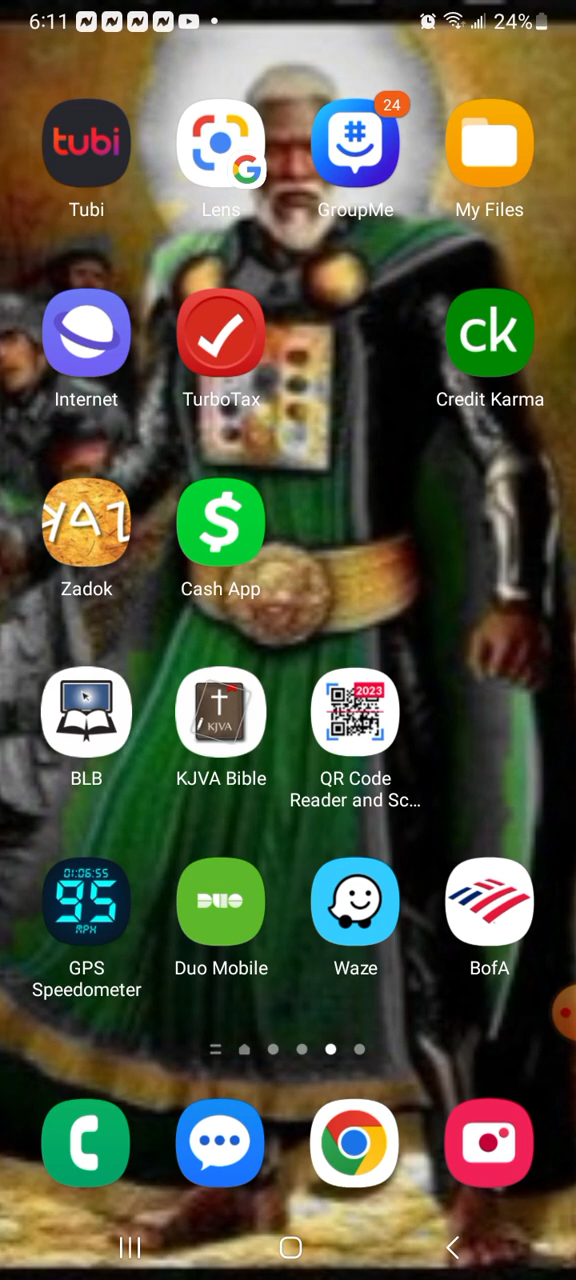 6:11
24%
tubi
24
Tubi
Lens
GroupMe
My Files
ck
Internet
TurboTax
Credit Karma
$
Zadok
Cash App
KJVA
2023
BLB
KJVA Bible
QR Code
Reader and Sc...
01:06:55
95
MPH
DUO
GPS
Speedometer
Duo Mobile
Waze
BofA